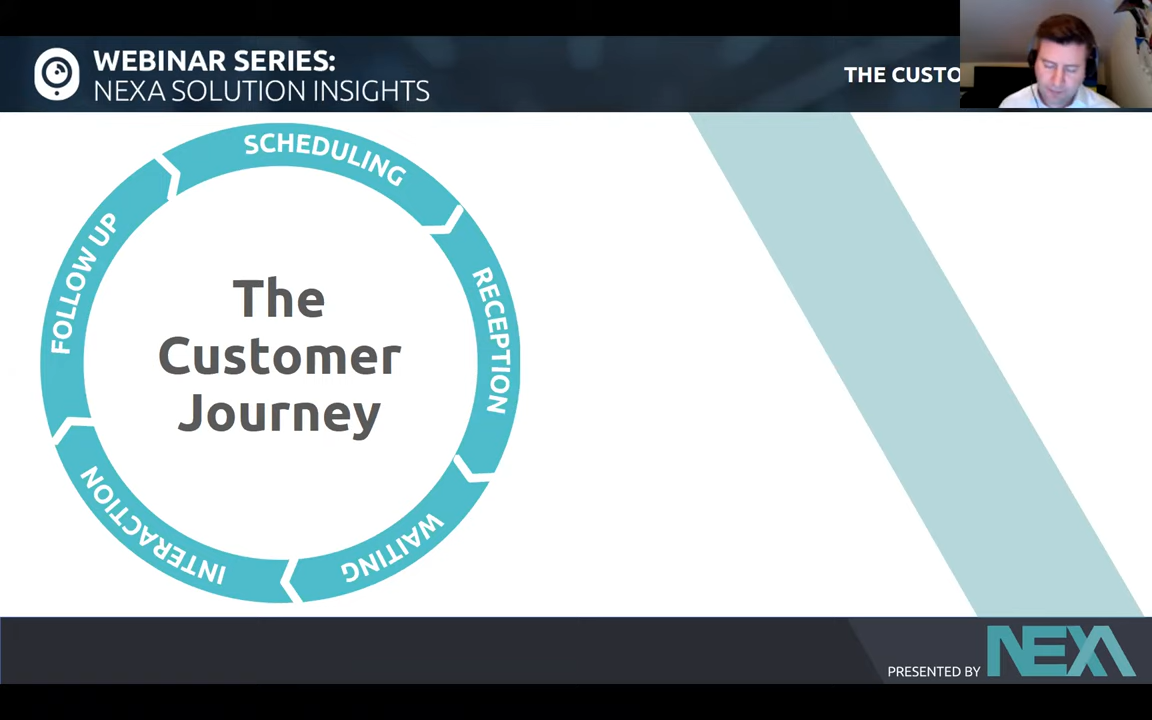 WEBINAR SERIES:
NEXA SOLUTION INSIGHTS
THE CUSTO
SCHEDULING
RECEPTION
WAITING
INTERACTION
FOLLOW UP
The
Customer
Journey
PRESENTED BY
NEXA